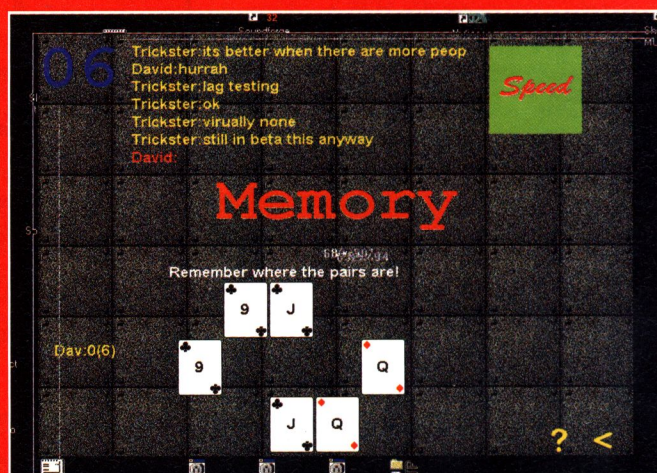 32
Soundforge
06
Trickster:its better when there are more peop
David:hurrah
Trickster:lag testing
Trickster:ok
Trickster:virually none
Trickster:still in beta this anyway
David:
Speed
Memory
Remember where the pairs are!
9
J
Dav:0(6)
9
Q
J
Q
? <